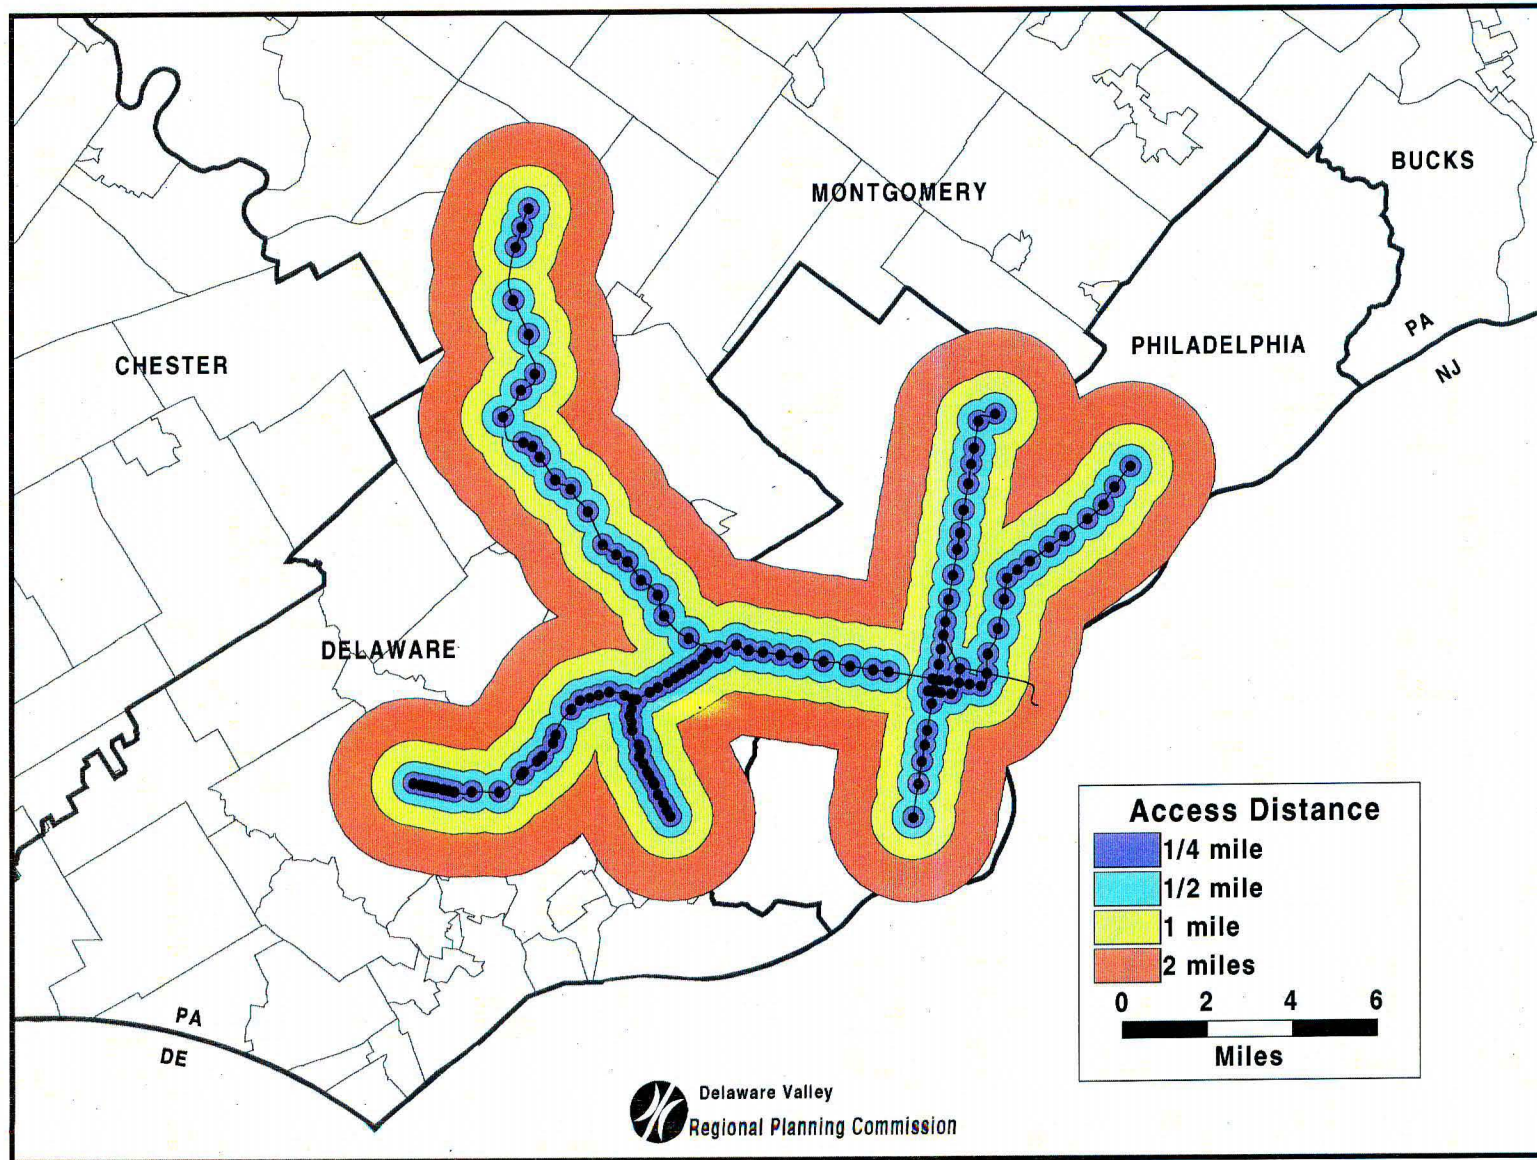 BUCKS
MONTGOMERY
PA
NJ
PHILADELPHIA
CHESTER
DELAWARE
Access Distance
1/4 mile
1/2 mile
1 mile
2 miles
0 2 4 6
Miles
PA
DE
Delaware Valley
Regional Planning Commission